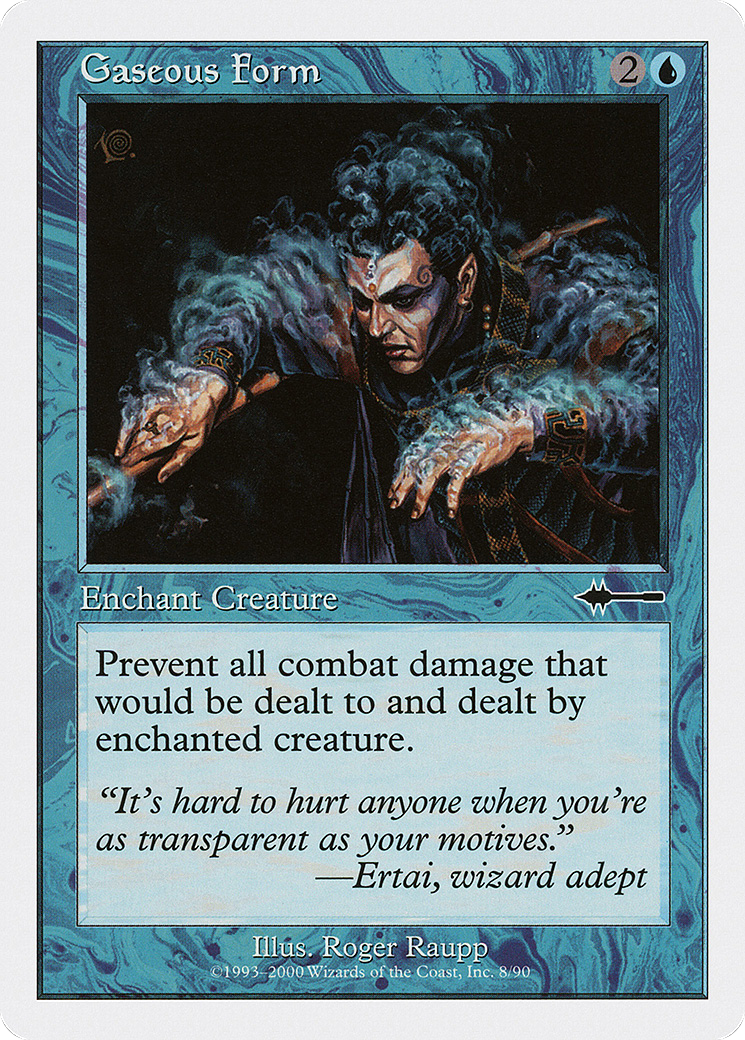 Gaseous Form
2
Enchant Creature
Prevent all combat damage that
would be dealt to and dealt by
enchanted creature.
“It’s hard to hurt anyone when you’re
as transparent as your motives.”
—Ertai, wizard adept
Illus. Roger Raupp
©1993–2000 Wizards of the Coast, Inc. 8/90